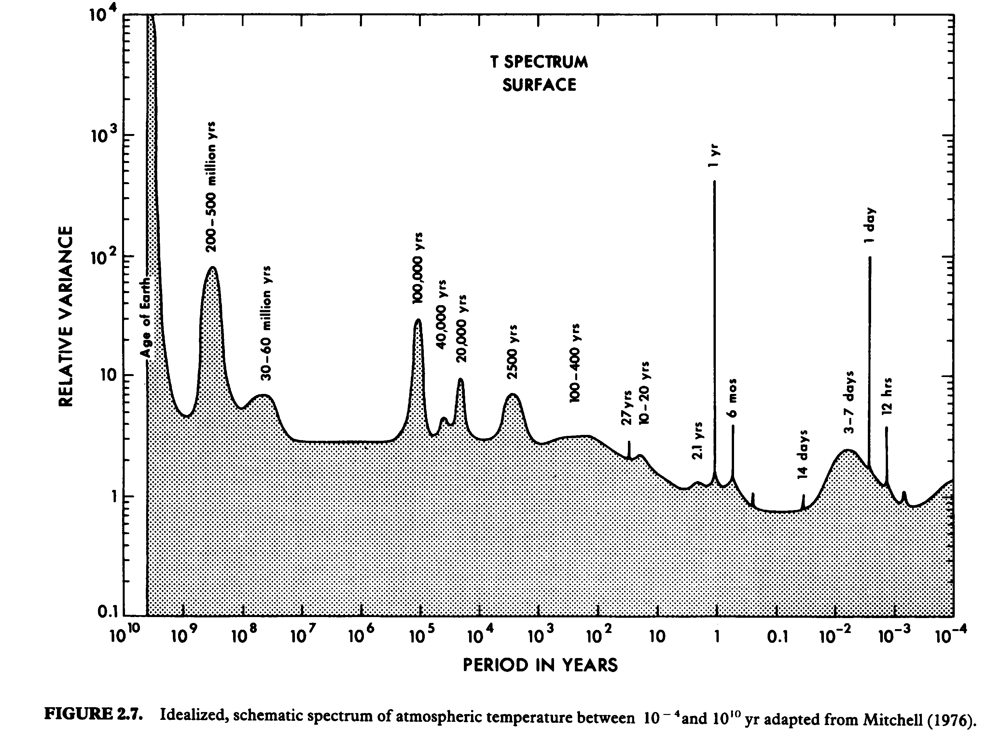 T SPECTRUM
SURFACE
RELATIVE VARIANCE
10⁴
10³
10²
10
1
0.1
Age of Earth
200–500 million yrs
30–60 million yrs
100,000 yrs
40,000 yrs
20,000 yrs
2500 yrs
100–400 yrs
27yrs
10–20 yrs
2.1 yrs
1 yr
6 mos
14 days
3–7 days
1 day
12 hrs
10¹⁰ 10⁹ 10⁸ 10⁷ 10⁶ 10⁵ 10⁴ 10³ 10² 10 1 0.1 10⁻² 10⁻³ 10⁻⁴
PERIOD IN YEARS
FIGURE 2.7. Idealized, schematic spectrum of atmospheric temperature between 10⁻⁴and 10¹⁰ yr adapted from Mitchell (1976).